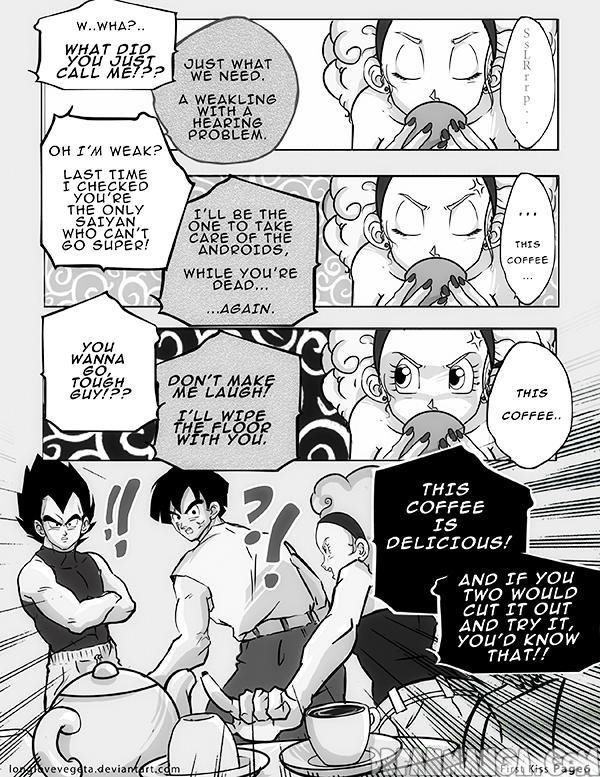 W..WHA?..
WHAT DID
YOU JUST
CALL ME!???
JUST WHAT
WE NEED.
A WEAKLING
WITH A
HEARING
PROBLEM.
SsLRrrp..
OH I'M WEAK?
LAST TIME
I CHECKED
YOU'RE
THE ONLY
SAIYAN
WHO CAN'T
GO SUPER!
I'LL BE THE
ONE TO TAKE
CARE OF THE
ANDROIDS,
WHILE YOU'RE
DEAD...
...AGAIN.
...
THIS
COFFEE
...
YOU
WANNA
GO,
TOUGH
GUY!??
DON'T MAKE
ME LAUGH!
I'LL WIPE
THE FLOOR
WITH YOU.
THIS
COFFEE..
!!
?!
THIS
COFFEE
IS
DELICIOUS!
AND IF YOU
TWO WOULD
CUT IT OUT
AND TRY IT,
YOU'D KNOW
THAT!!
longlovevegeta.deviantart.com
First Kiss Page6